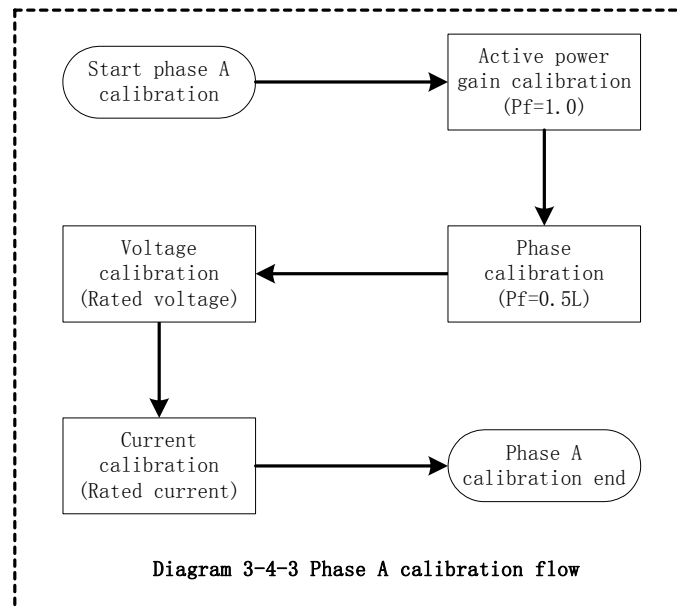 Start phase A
calibration
Active power
gain calibration
(Pf=1.0)
Phase
calibration
(Pf=0.5L)
Voltage
calibration
(Rated voltage)
Current
calibration
(Rated current)
Phase A
calibration end
Diagram 3-4-3 Phase A calibration flow